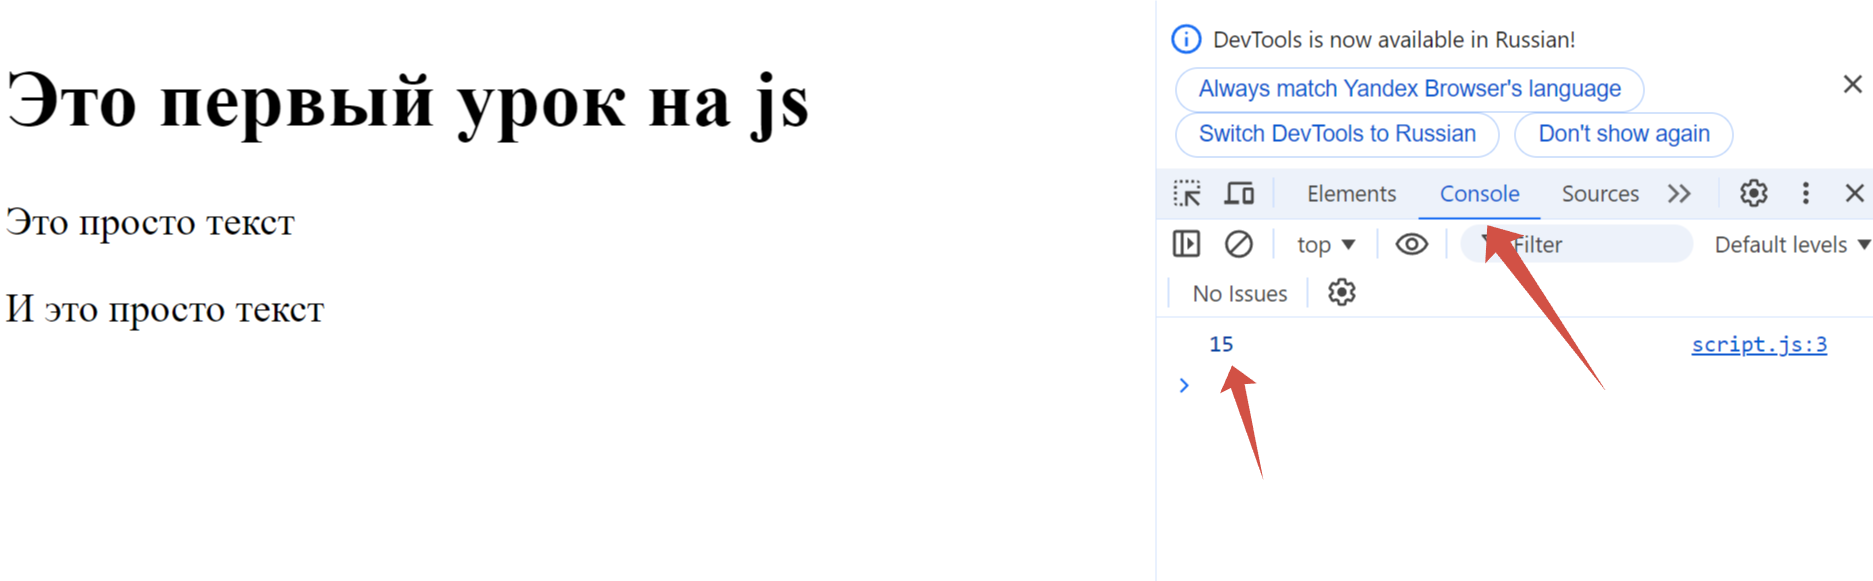 Это первый урок на js
Это просто текст
И это просто текст
DevTools is now available in Russian!
Always match Yandex Browser's language
Switch DevTools to Russian
Don't show again
Elements
Console
Sources
top
Filter
Default levels
No Issues
15
script.js:3